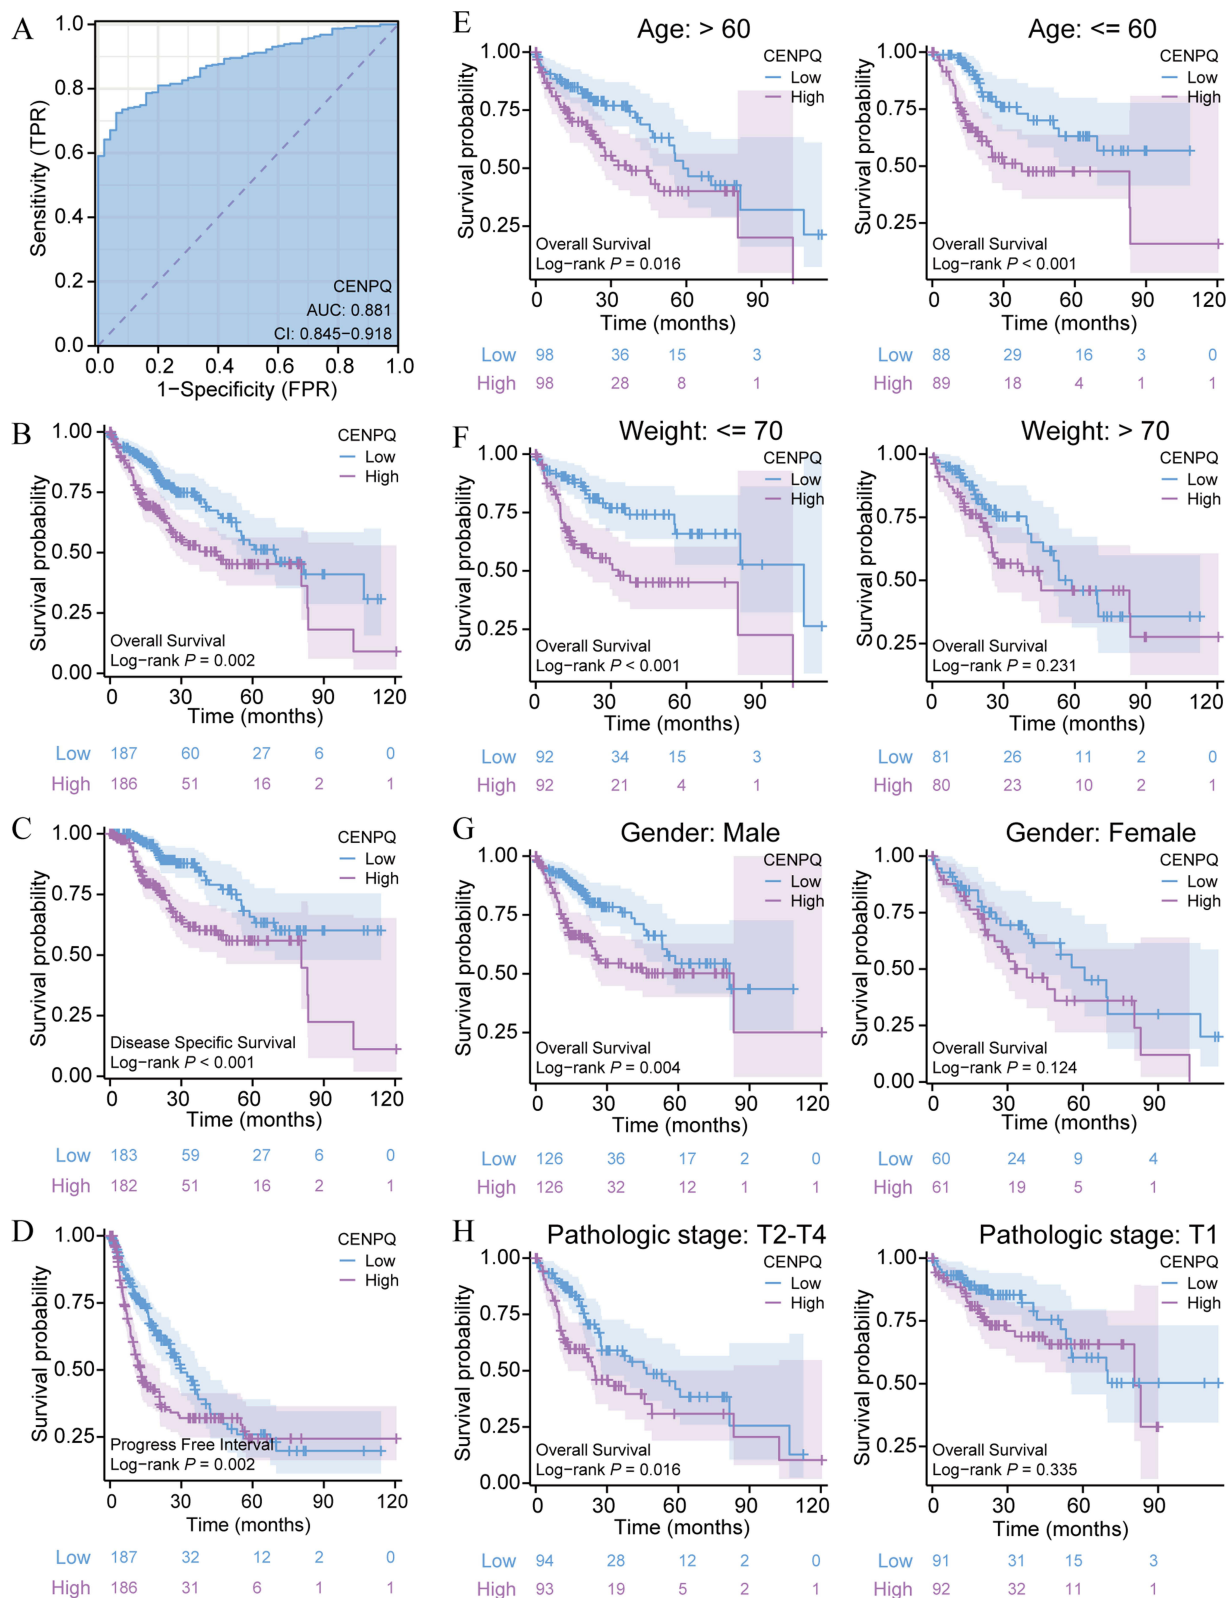 A
1.0
0.8
0.6
0.4
0.2
0.0
Sensitivity (TPR)
CENPQ
AUC: 0.881
CI: 0.845−0.918
0.0 0.2 0.4 0.6 0.8 1.0
1−Specificity (FPR)
B
1.00
0.75
0.50
0.25
0.00
Survival probability
CENPQ
Low
High
Overall Survival
Log−rank P = 0.002
0 30 60 90 120
Time (months)
Low 187 60 27 6 0
High 186 51 16 2 1
C
1.00
0.75
0.50
0.25
0.00
Survival probability
CENPQ
Low
High
Disease Specific Survival
Log−rank P < 0.001
0 30 60 90 120
Time (months)
Low 183 59 27 6 0
High 182 51 16 2 1
D
1.00
0.75
0.50
0.25
Survival probability
CENPQ
Low
High
Progress Free Interval
Log−rank P = 0.002
0 30 60 90 120
Time (months)
Low 187 32 12 2 0
High 186 31 6 1 1
E
Age: > 60
1.00
0.75
0.50
0.25
Survival probability
CENPQ
Low
High
Overall Survival
Log−rank P = 0.016
0 30 60 90
Time (months)
Low 98 36 15 3
High 98 28 8 1
Age: <= 60
1.00
0.75
0.50
0.25
Survival probability
CENPQ
Low
High
Overall Survival
Log−rank P < 0.001
0 30 60 90 120
Time (months)
Low 88 29 16 3 0
High 89 18 4 1 1
F
Weight: <= 70
1.00
0.75
0.50
0.25
Survival probability
CENPQ
Low
High
Overall Survival
Log−rank P < 0.001
0 30 60 90
Time (months)
Low 92 34 15 3
High 92 21 4 1
Weight: > 70
1.00
0.75
0.50
0.25
Survival probability
CENPQ
Low
High
Overall Survival
Log−rank P = 0.231
0 30 60 90 120
Time (months)
Low 81 26 11 2 0
High 80 23 10 2 1
G
Gender: Male
1.00
0.75
0.50
0.25
Survival probability
CENPQ
Low
High
Overall Survival
Log−rank P = 0.004
0 30 60 90 120
Time (months)
Low 126 36 17 2 0
High 126 32 12 1 1
Gender: Female
1.00
0.75
0.50
0.25
0.00
Survival probability
CENPQ
Low
High
Overall Survival
Log−rank P = 0.124
0 30 60 90
Time (months)
Low 60 24 9 4
High 61 19 5 1
H
Pathologic stage: T2-T4
1.00
0.75
0.50
0.25
0.00
Survival probability
CENPQ
Low
High
Overall Survival
Log−rank P = 0.016
0 30 60 90 120
Time (months)
Low 94 28 12 2 0
High 93 19 5 2 1
Pathologic stage: T1
1.00
0.75
0.50
0.25
Survival probability
CENPQ
Low
High
Overall Survival
Log−rank P = 0.335
0 30 60 90
Time (months)
Low 91 31 15 3
High 92 32 11 1